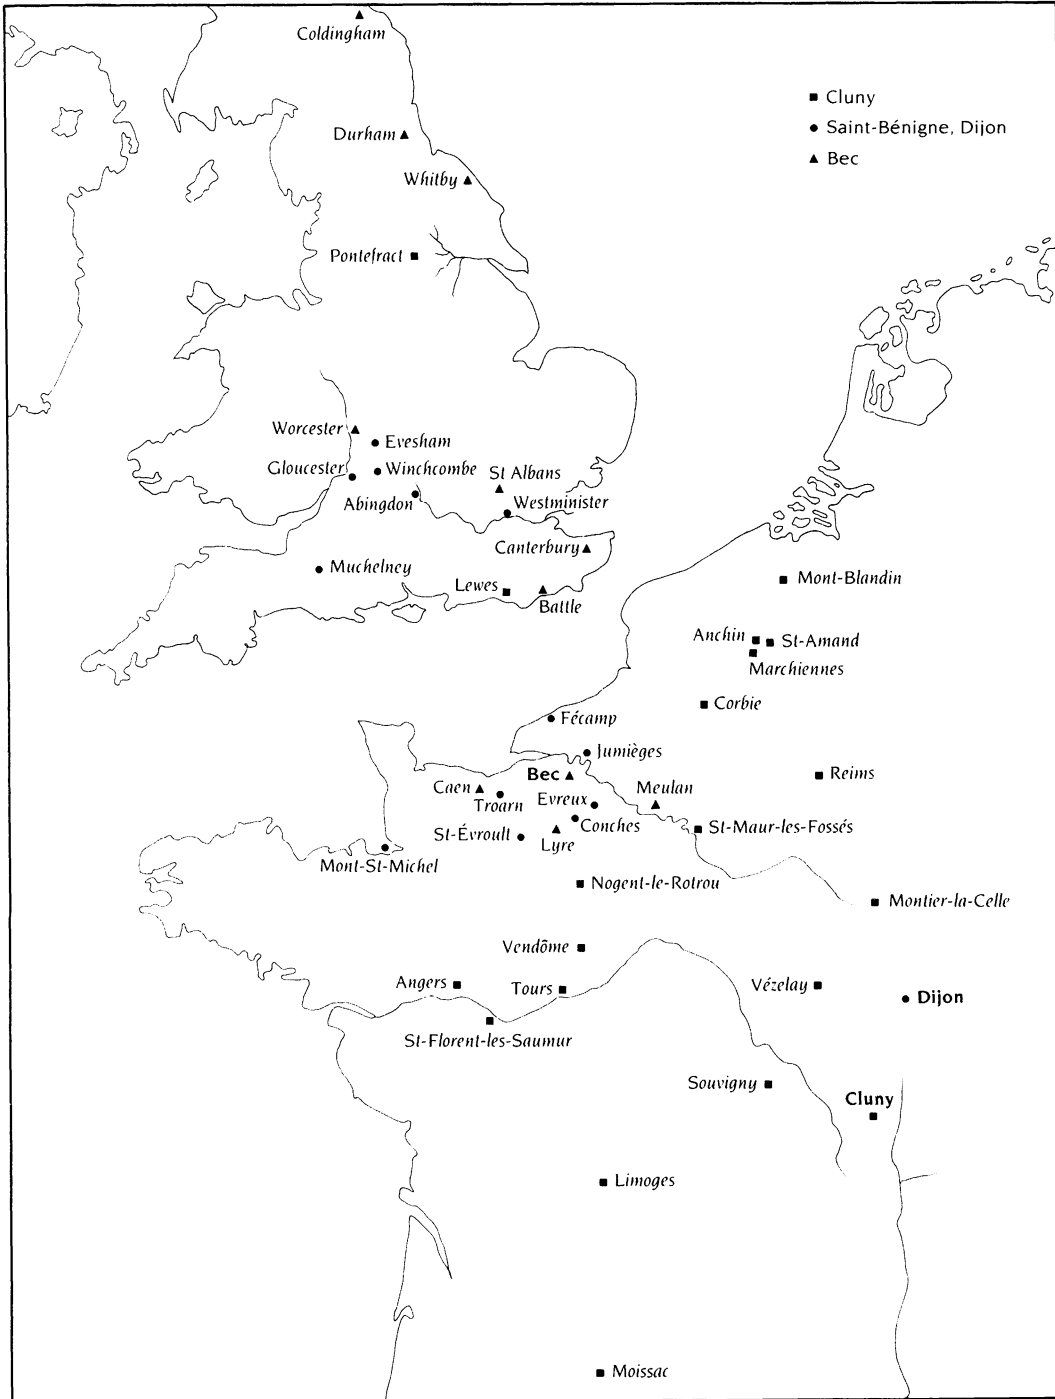 Coldingham
Cluny
Saint-Bénigne, Dijon
Bec
Durham
Whitby
Pontefract
Worcester
Evesham
Gloucester
Winchcombe
St Albans
Abingdon
Westminister
Canterbury
Muchelney
Lewes
Battle
Mont-Blandin
Anchin
St-Amand
Marchiennes
Corbie
Fécamp
Jumièges
Bec
Reims
Caen
Troarn
Evreux
Meulan
Conches
St-Maur-les-Fossés
St-Évroult
Lyre
Mont-St-Michel
Nogent-le-Rotrou
Montier-la-Celle
Vendôme
Angers
Tours
Vézelay
Dijon
St-Florent-les-Saumur
Souvigny
Cluny
Limoges
Moissac